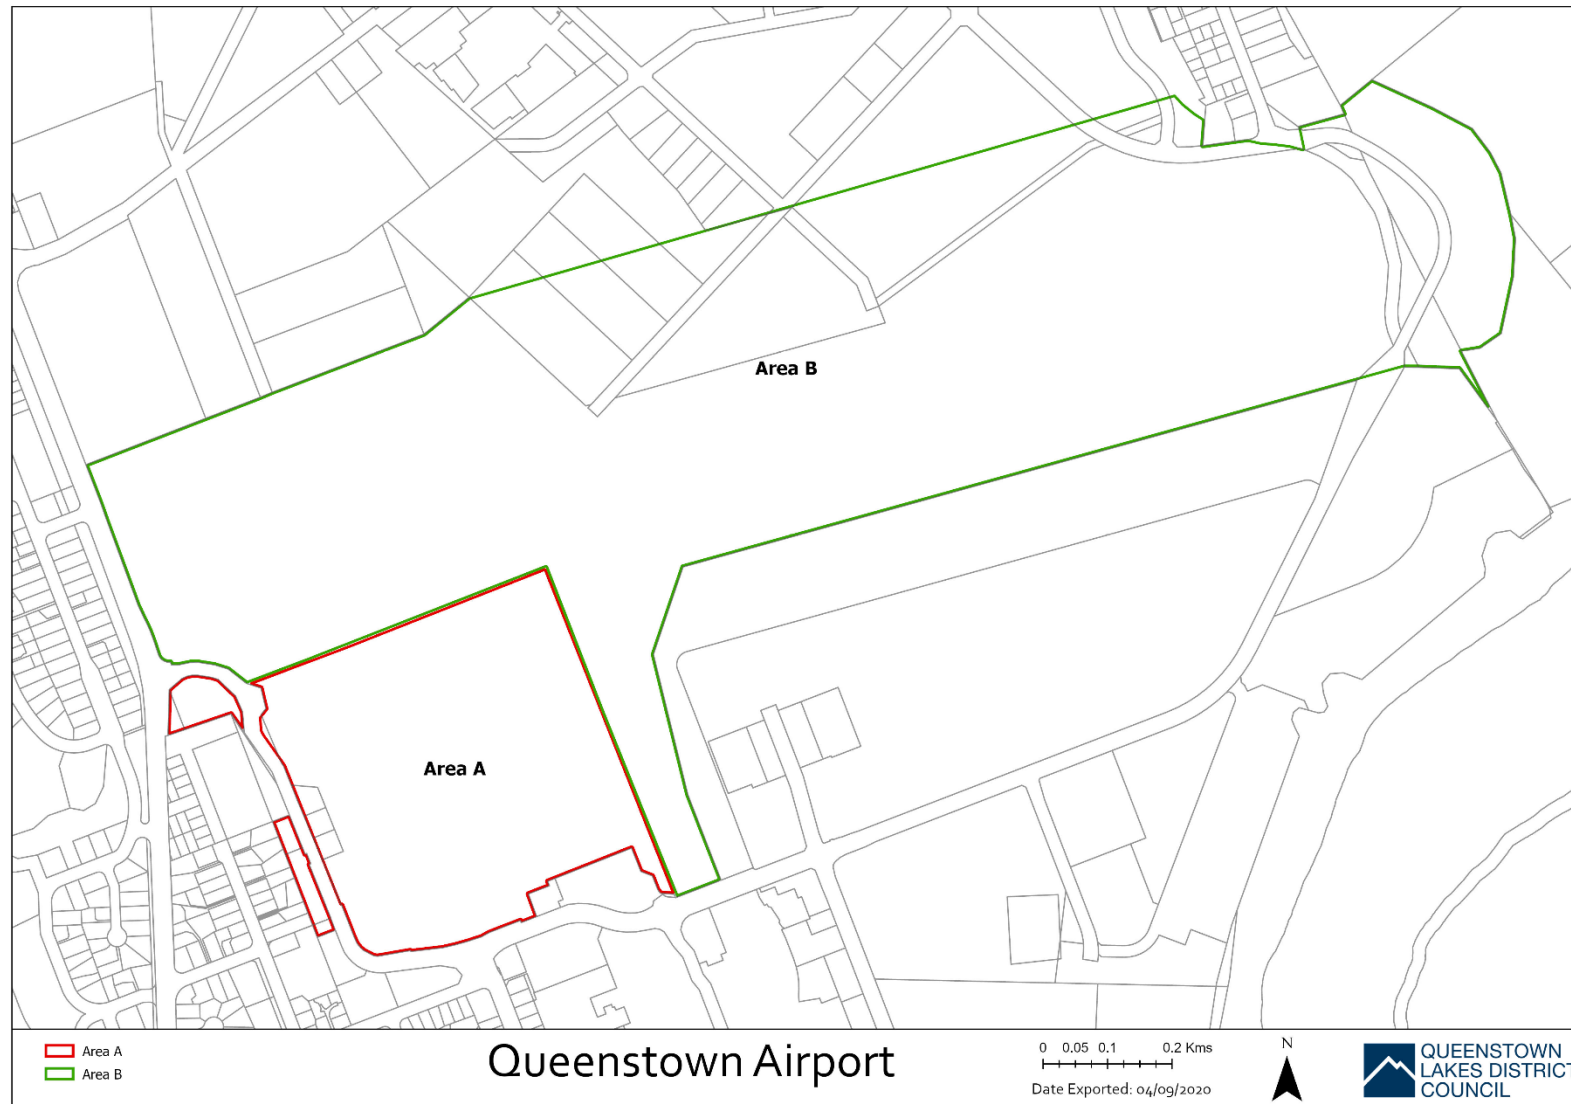 Area B
Area A
Area A
Area B
Queenstown Airport
0 0.05 0.1 0.2 Kms
Date Exported: 04/09/2020
N
QUEENSTOWN
LAKES DISTRICT
COUNCIL